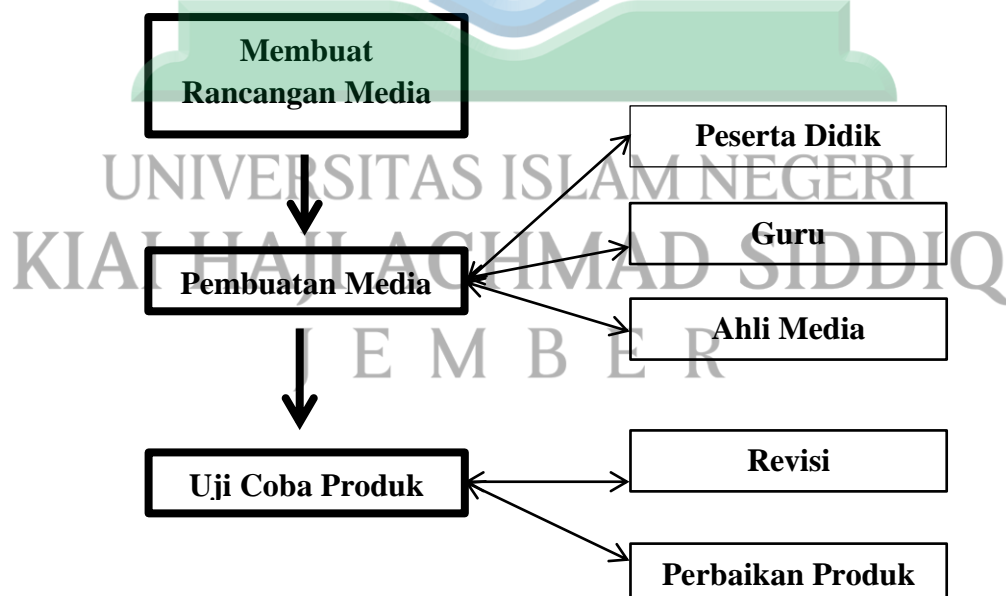 Membuat
Rancangan Media
Peserta Didik
UNIVERSITAS ISLAM NEGERI
Guru
KIAI HAJI ACHMAD SIDDIQ
Pembuatan Media
Ahli Media
JEMBER
Revisi
Uji Coba Produk
Perbaikan Produk